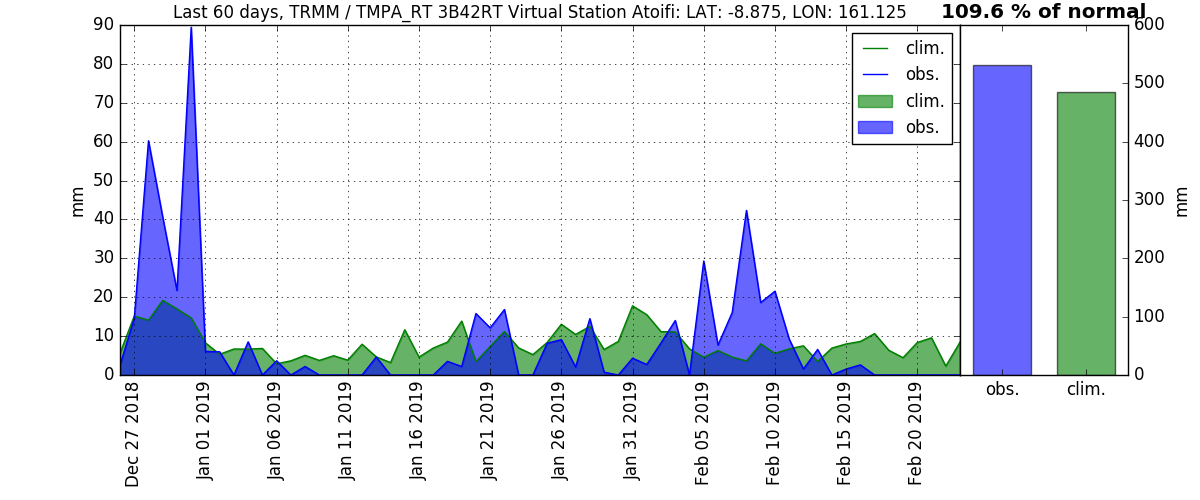 Last 60 days, TRMM / TMPA_RT 3B42RT Virtual Station Atoifi: LAT: -8.875, LON: 161.125
109.6 % of normal
90
80
70
60
50
40
30
20
10
0
mm
clim.
obs.
clim.
obs.
600
500
400
300
200
100
0
mm
Dec 27 2018
Jan 01 2019
Jan 06 2019
Jan 11 2019
Jan 16 2019
Jan 21 2019
Jan 26 2019
Jan 31 2019
Feb 05 2019
Feb 10 2019
Feb 15 2019
Feb 20 2019
obs.
clim.